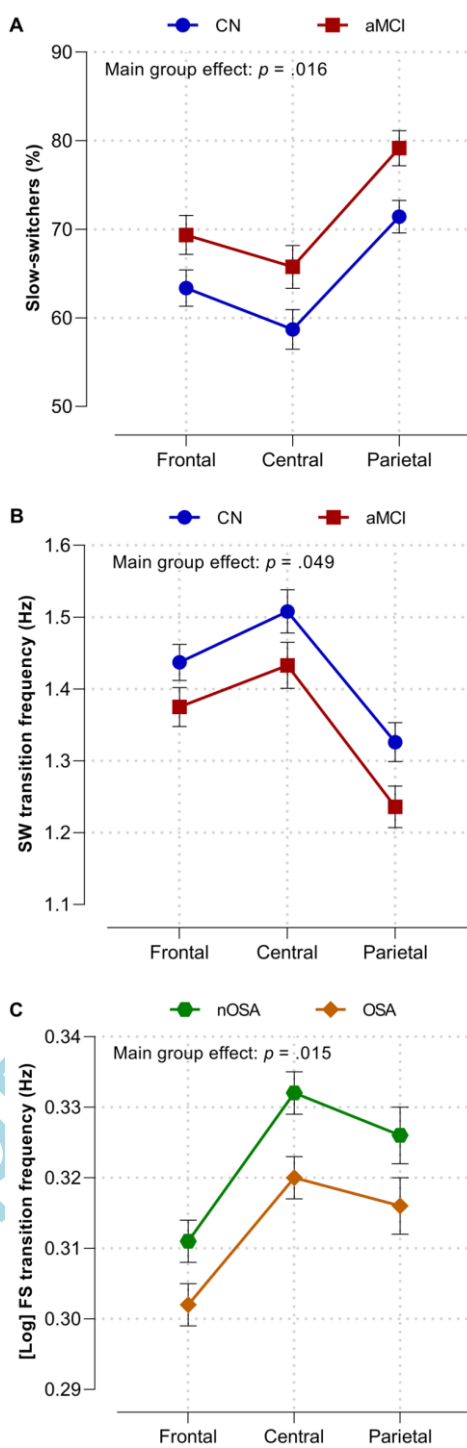 A
CN aMCI
Main group effect: p = .016
Slow-switchers (%)
90
80
70
60
50
Frontal Central Parietal
B
CN aMCI
Main group effect: p = .049
SW transition frequency (Hz)
1.6
1.5
1.4
1.3
1.2
1.1
Frontal Central Parietal
C
nOSA OSA
Main group effect: p = .015
[Log] FS transition frequency (Hz)
0.34
0.33
0.32
0.31
0.30
0.29
Frontal Central Parietal